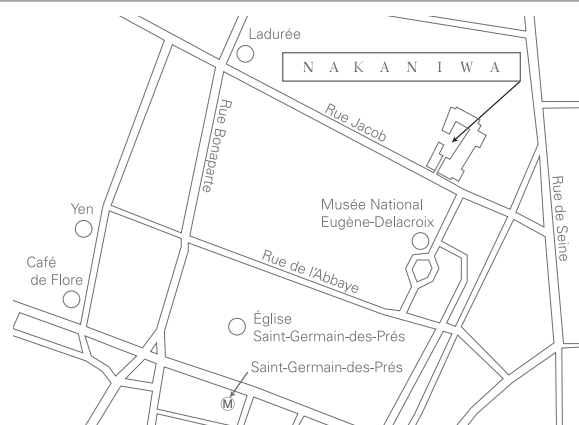 Ladurée
N A K A N I W A
Rue Jacob
Rue Bonaparte
Musée National
Eugène-Delacroix
Rue de Seine
Yen
Rue de l'Abbaye
Café
de Flore
Église
Saint-Germain-des-Prés
Saint-Germain-des-Prés
M